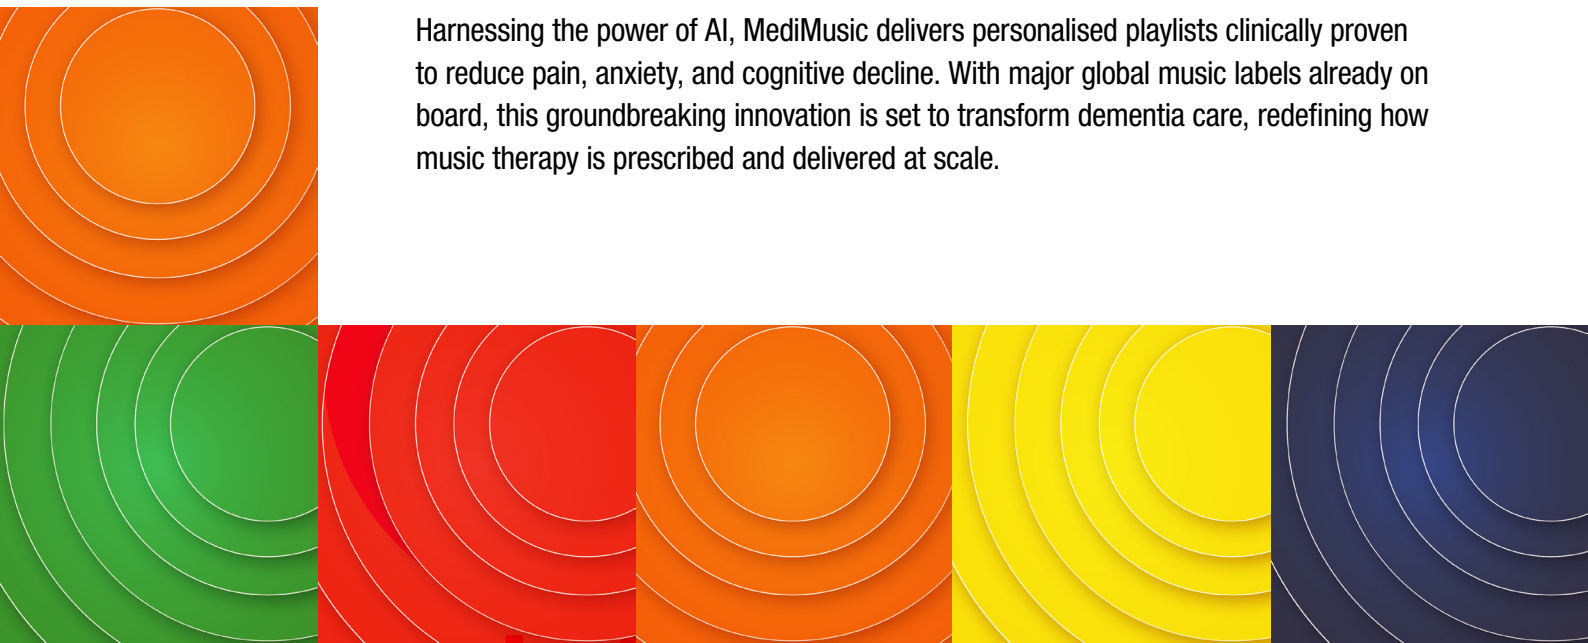 Harnessing the power of AI, MediMusic delivers personalised playlists clinically proven
to reduce pain, anxiety, and cognitive decline. With major global music labels already on
board, this groundbreaking innovation is set to transform dementia care, redefining how
music therapy is prescribed and delivered at scale.